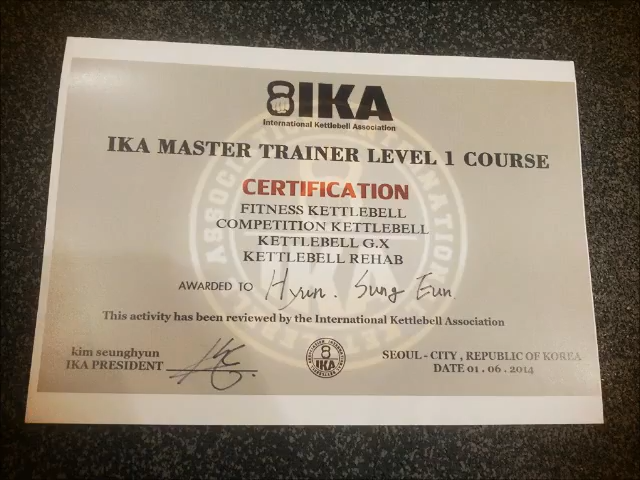 8IKA
International Kettlebell Association
IKA MASTER TRAINER LEVEL 1 COURSE
CERTIFICATION
FITNESS KETTLEBELL
COMPETITION KETTLEBELL
KETTLEBELL G.X
KETTLEBELL REHAB
AWARDED TO Hyun. Sung Eun.
This activity has been reviewed by the International Kettlebell Association
kim seunghyun
IKA PRESIDENT
IKA
SEOUL - CITY , REPUBLIC OF KOREA
DATE 01 . 06 . 2014